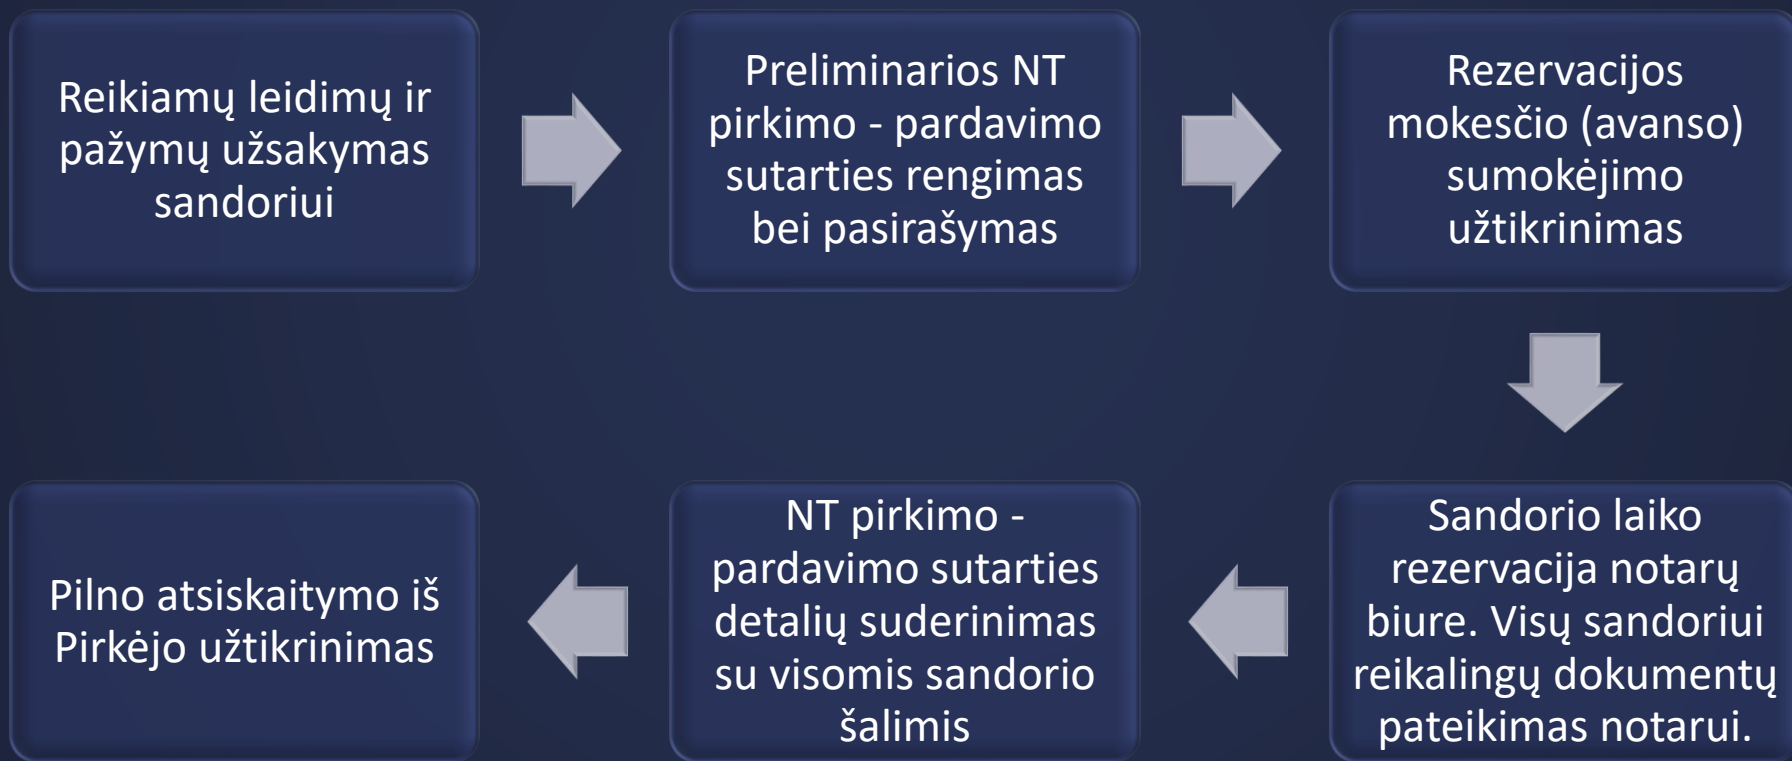 Reikiamų leidimų ir
pažymų užsakymas
sandoriui
Preliminarios NT
pirkimo - pardavimo
sutarties rengimas
bei pasirašymas
Rezervacijos
mokesčio (avanso)
sumokėjimo
užtikrinimas
Sandorio laiko
rezervacija notarų
biure. Visų sandoriui
reikalingų dokumentų
pateikimas notarui.
NT pirkimo -
pardavimo sutarties
detalių suderinimas
su visomis sandorio
šalimis
Pilno atsiskaitymo iš
Pirkėjo užtikrinimas